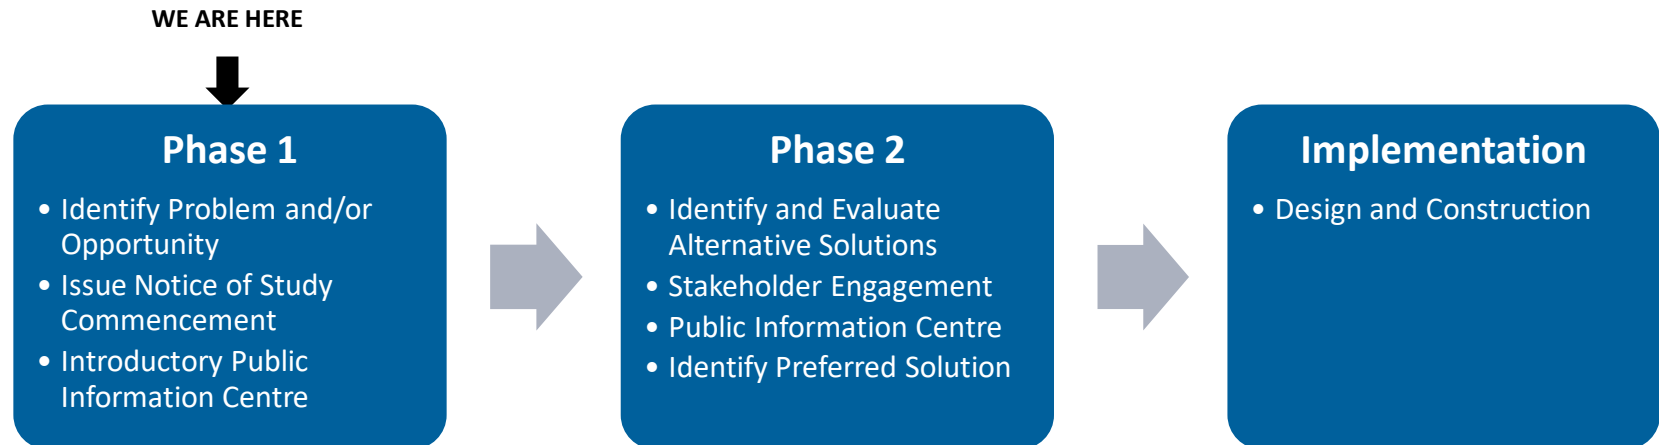 WE ARE HERE
Phase 1
• Identify Problem and/or
Opportunity
• Issue Notice of Study
Commencement
• Introductory Public
Information Centre
Phase 2
• Identify and Evaluate
Alternative Solutions
• Stakeholder Engagement
• Public Information Centre
• Identify Preferred Solution
Implementation
• Design and Construction